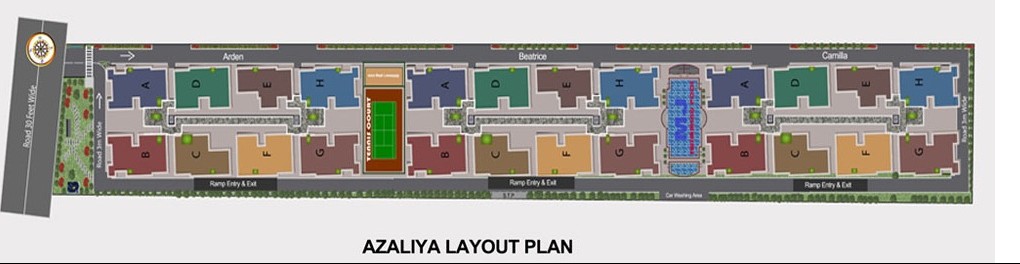 Road 30 Feet Wide
Arden
Beatrice
Camilla
A D E H
A D E H
A D E H
Road 3m Wide
TENNIS COURT
Road 3m Wide
B C F G
B C F G
B C F G
Ramp Entry & Exit
Ramp Entry & Exit
Ramp Entry & Exit
S.T.P.
Car Washing Area
AZALIYA LAYOUT PLAN